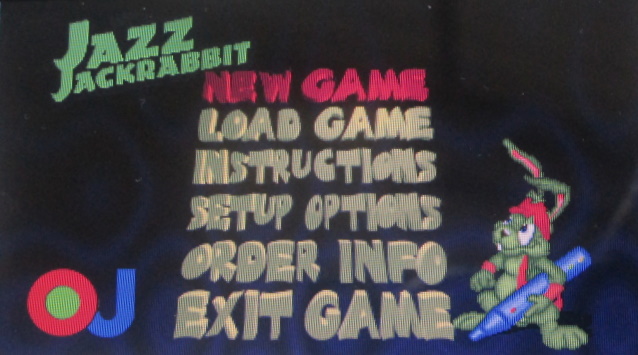 JAZZ
JACKRABBIT
NEW GAME
LOAD GAME
INSTRUCTIONS
SETUP OPTIONS
ORDER INFO
EXIT GAME
OJ